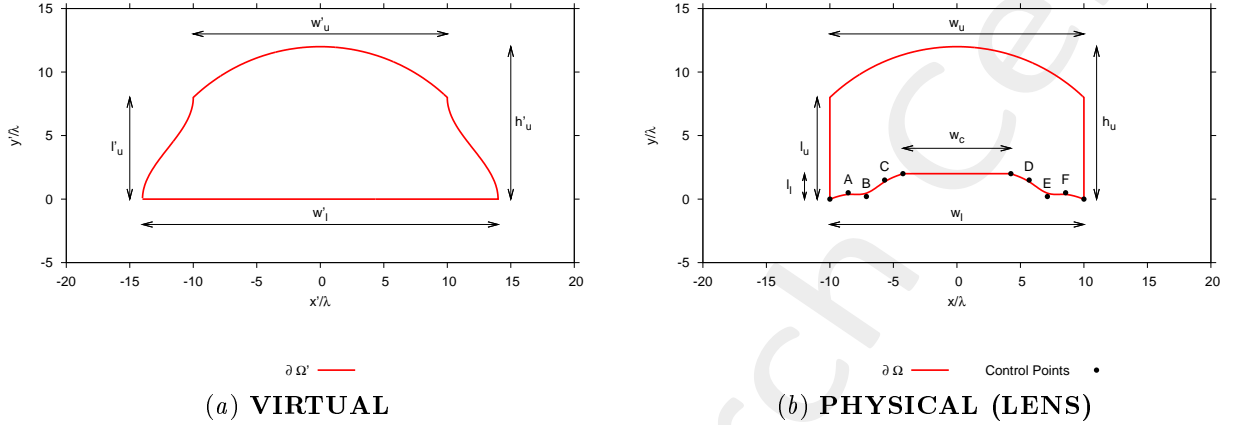 15
10
5
0
-5
-20
-15
-10
-5
0
5
10
15
20
y'/λ
x'/λ
w'u
h'u
l'u
w'l
∂ Ω'
(a) VIRTUAL
15
10
5
0
-5
-20
-15
-10
-5
0
5
10
15
20
y/λ
x/λ
wu
hu
lu
wc
ll
A
B
C
D
E
F
wl
∂ Ω
Control Points
(b) PHYSICAL (LENS)